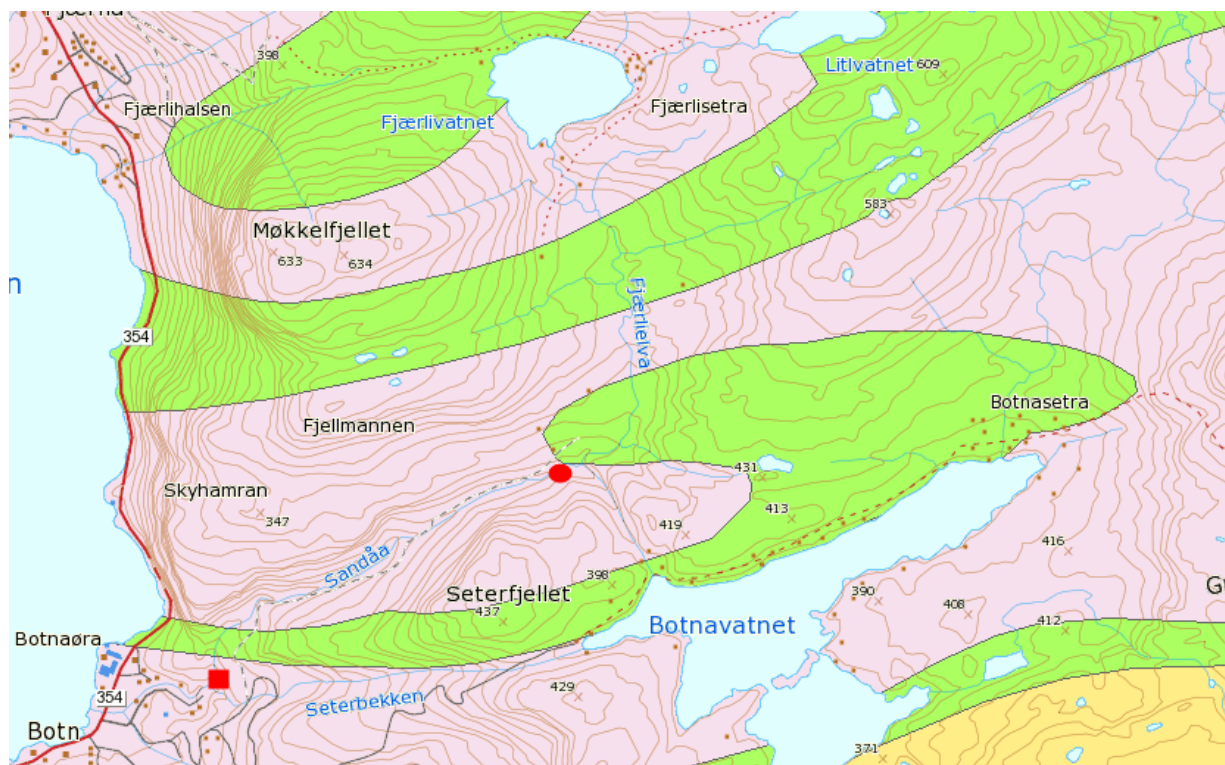 398
Litlvatnet
609
Fjærlihalsen
Fjærlisetra
Fjærlivatnet
583
Møkkelfjellet
633
634
Fjærlielva
354
Botnasetra
Fjellmannen
431
Skyhamran
413
347
419
416
Sandåa
398
Seterfjellet
390
408
437
412
Botnavatnet
Botnaøra
429
354
Seterbekken
Botn
371